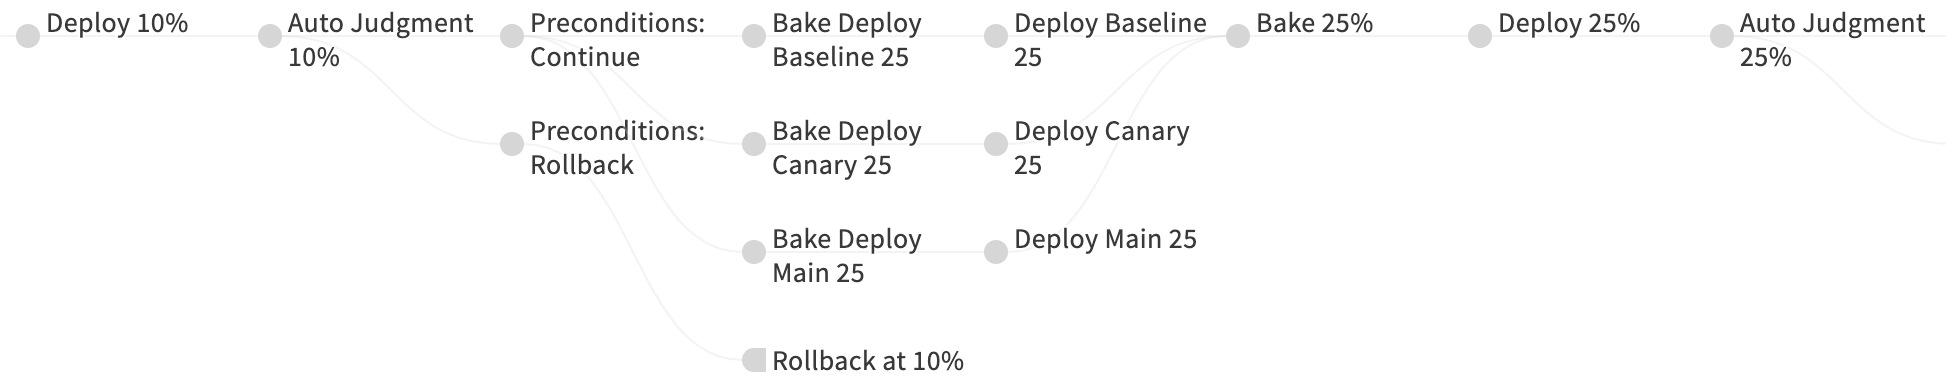 Deploy 10%
Auto Judgment
10%
Preconditions:
Continue
Bake Deploy
Baseline 25
Deploy Baseline
25
Bake 25%
Deploy 25%
Auto Judgment
25%
Preconditions:
Rollback
Bake Deploy
Canary 25
Deploy Canary
25
Bake Deploy
Main 25
Deploy Main 25
Rollback at 10%